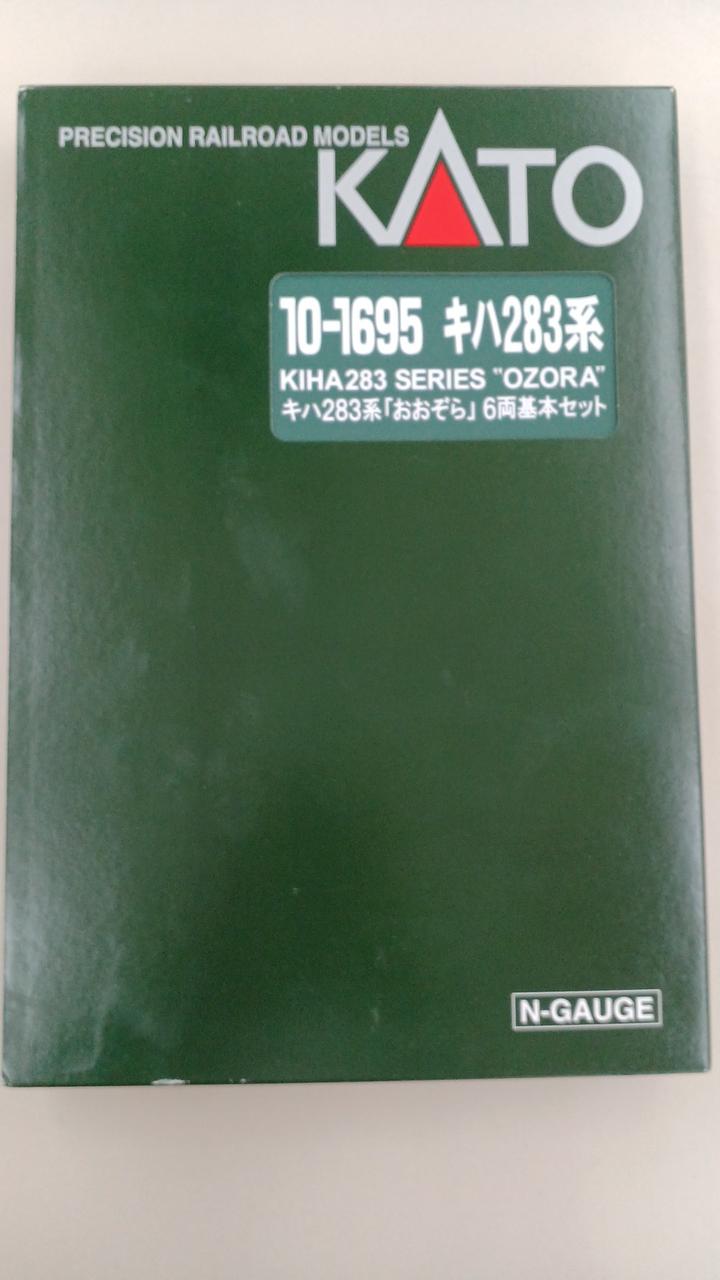 PRECISION RAILROAD MODELS
KATO
10-1695 キハ283系
KIHA283 SERIES "OZORA"
キハ283系「おおぞら」6両基本セット
N-GAUGE